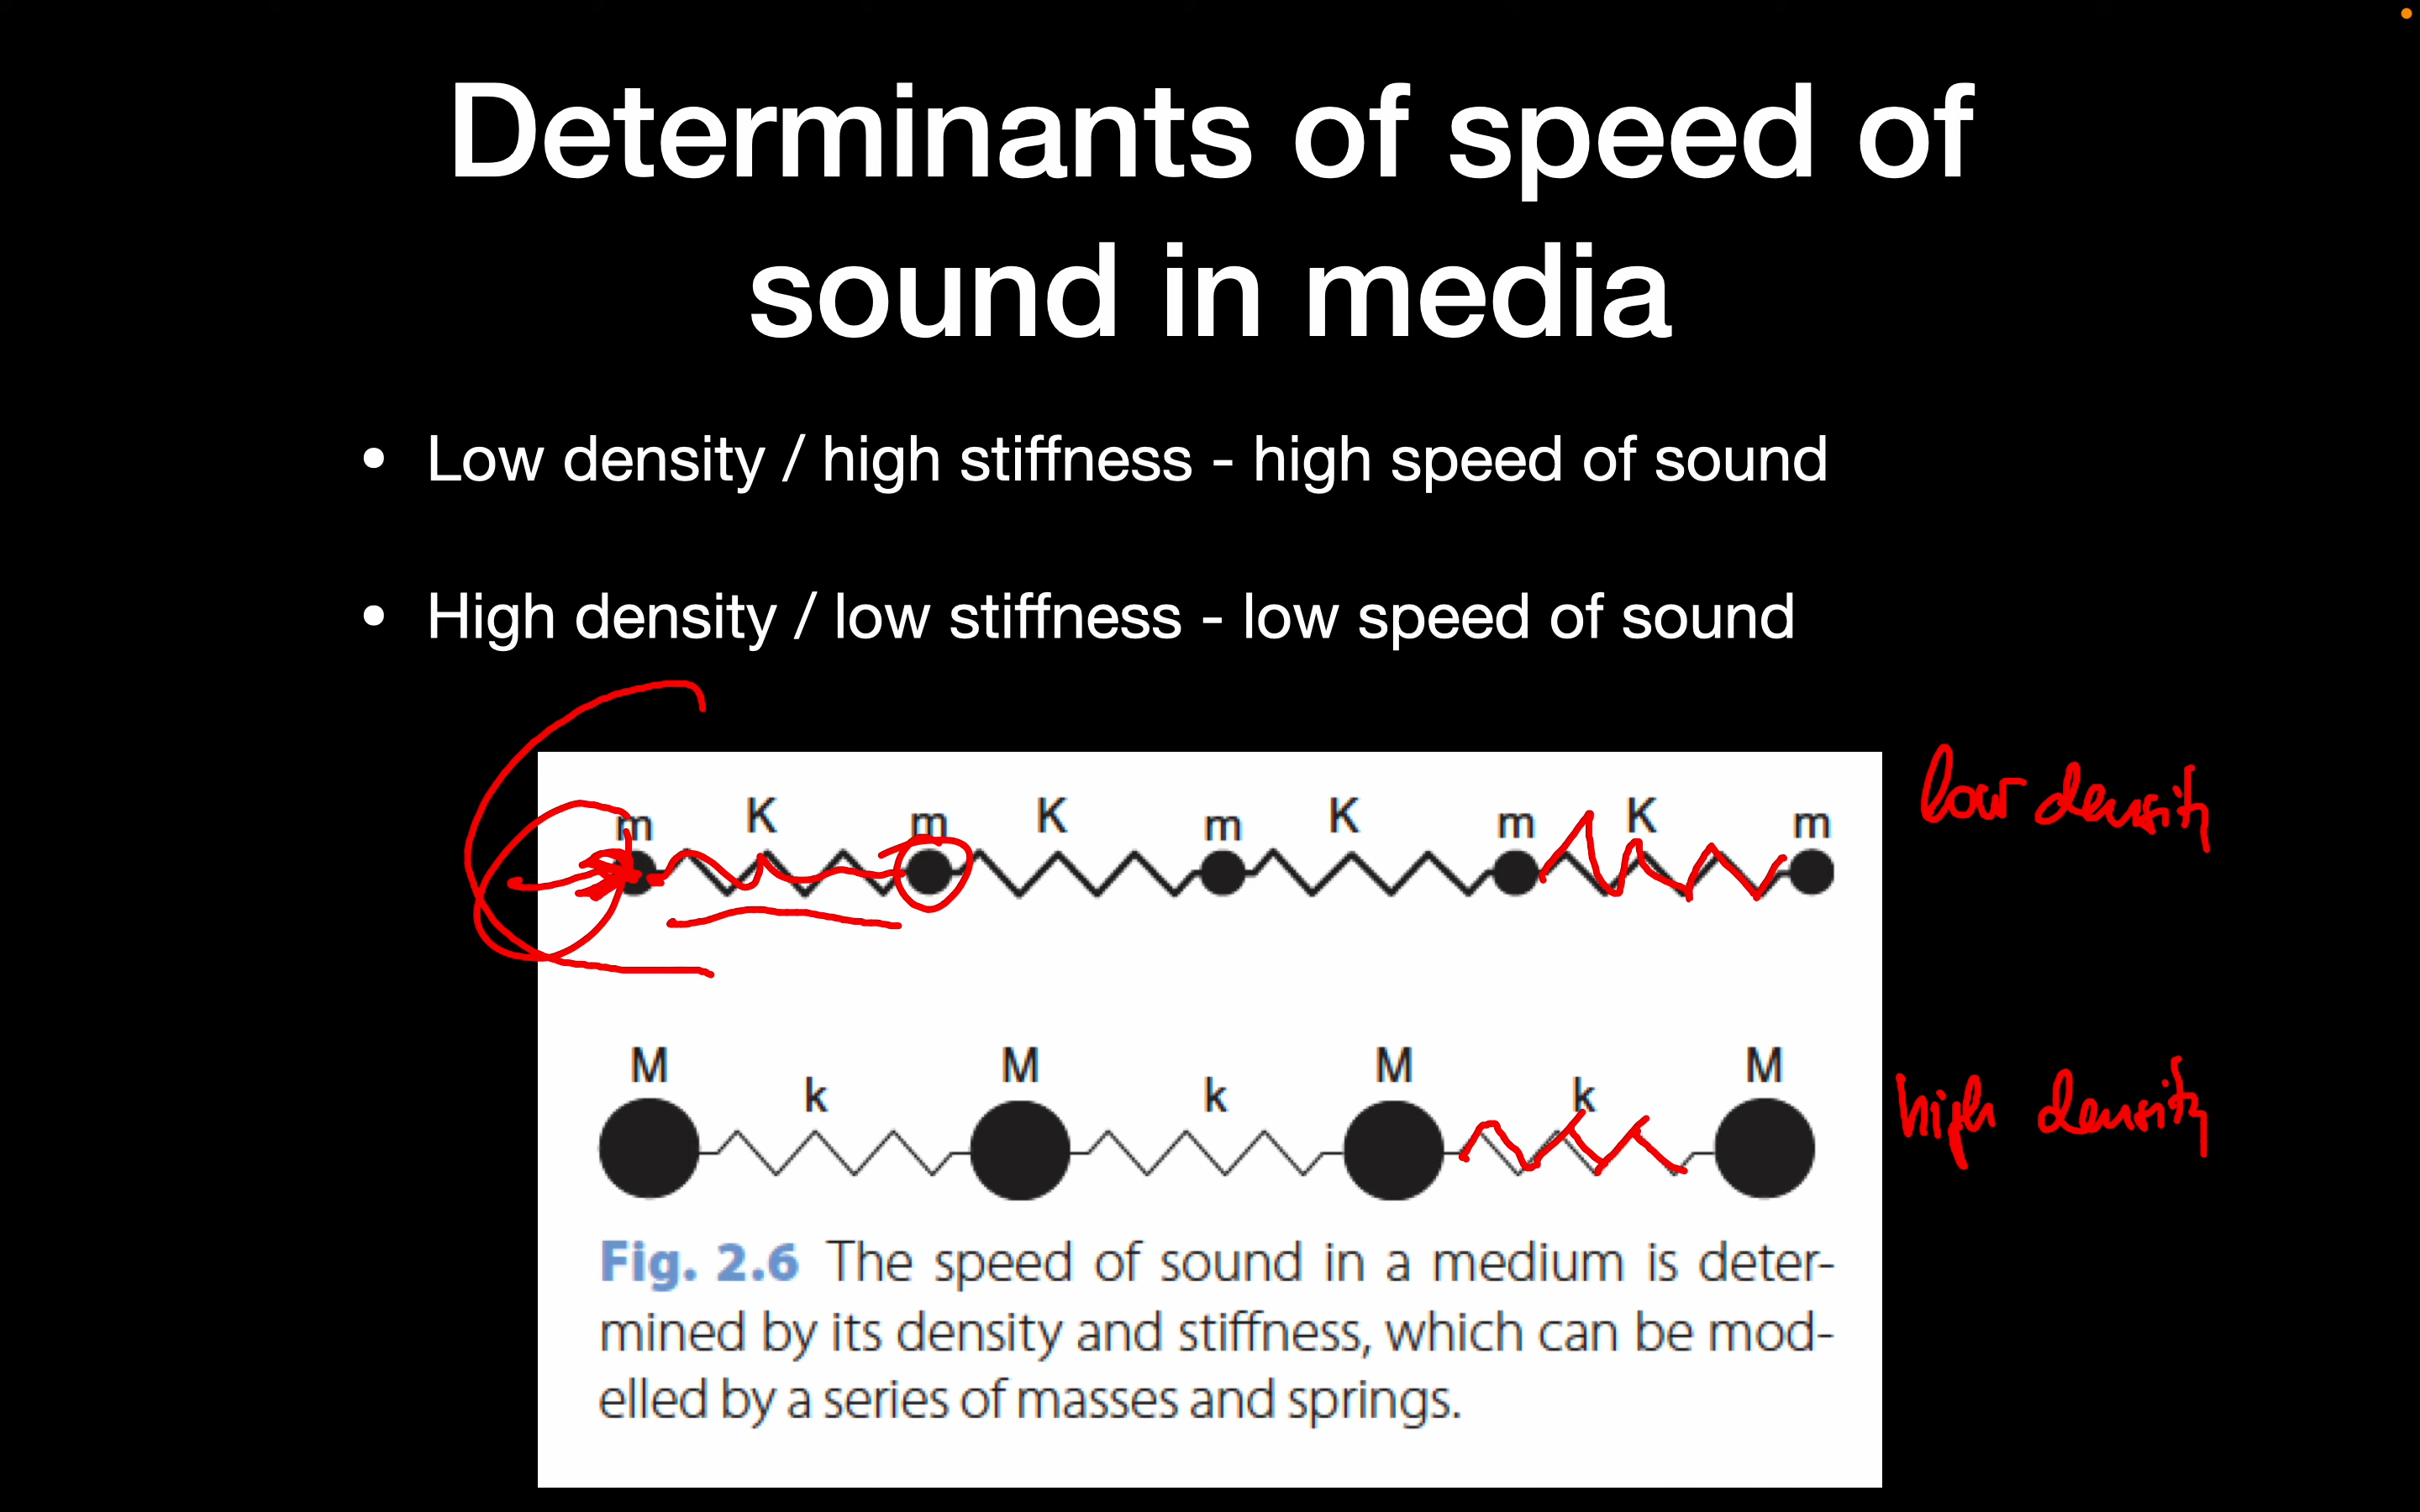 Determinants of speed of
sound in media
• Low density / high stiffness - high speed of sound
• High density / low stiffness - low speed of sound
low density
m K m K m K m K m
M k M k M k M
high density
Fig. 2.6 The speed of sound in a medium is deter-
mined by its density and stiffness, which can be mod-
elled by a series of masses and springs.